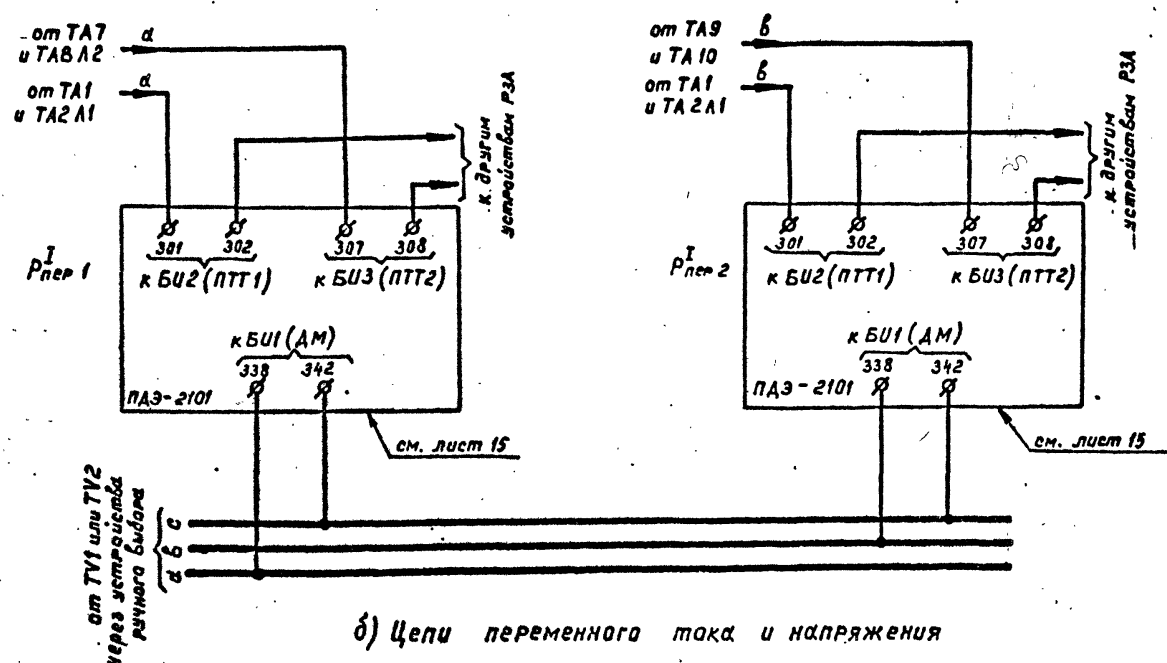 от ТА7
и ТАВ Л2
а
от ТА1
и ТА2 Л1
а
к другим
устройствам РЗА
301 302 307 308
к БИ2 (ПТТ1) к БИ3 (ПТТ2)
Рпер 1 I
к БИ1 (ДМ)
338 342
ПДЭ-2101
см. лист 15
от ТА9
и ТА10
в
от ТА1
и ТА2 Л1
в
к другим
устройствам РЗА
301 302 307 308
к БИ2 (ПТТ1) к БИ3 (ПТТ2)
Рпер 2 I
к БИ1 (ДМ)
338 342
ПДЭ-2101
см. лист 15
от TV1 или TV2
через устройства
ручного выбора
с
в
а
б) Цепи переменного тока и напряжения